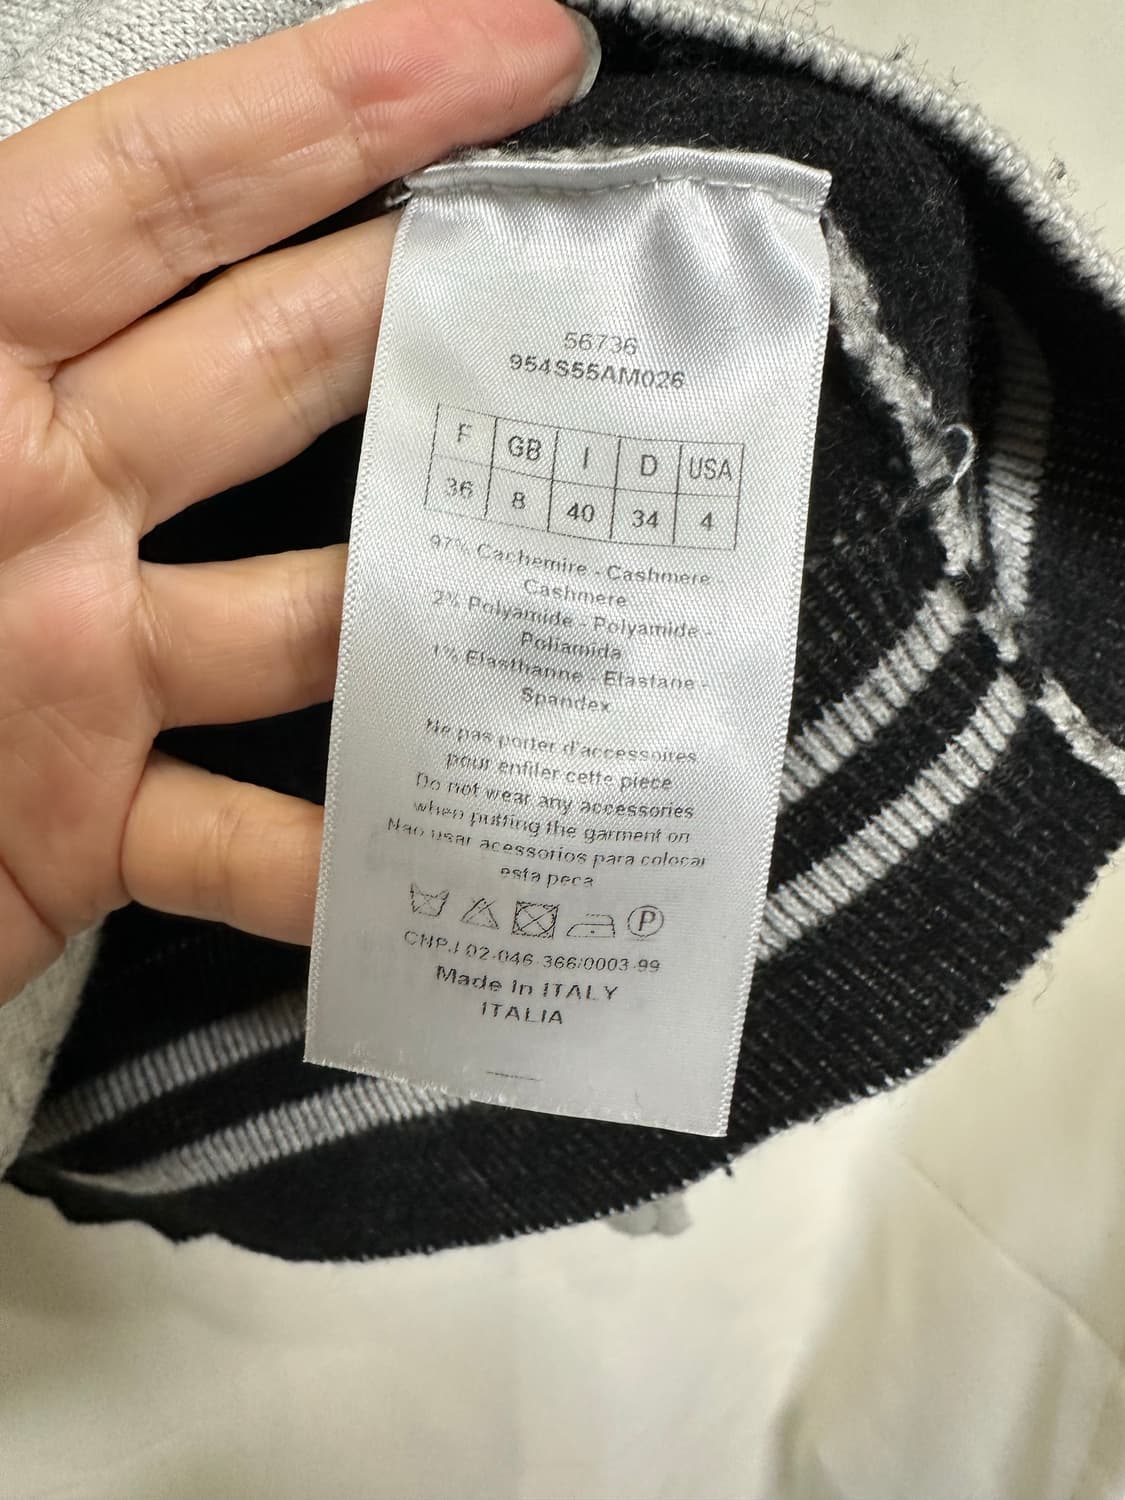 56736
954S55AM026
F GB I D USA
36 8 40 34 4
97% Cachemire - Cashmere -
Cashmere
2% Polyamide - Polyamide -
Poliamida
1% Elasthanne - Elastane -
Spandex
Ne pas porter d'accessoires
pour enfiler cette piece
Do not wear any accessories
when putting the garment on
Nao usar acessorios para colocar
esta peca
P
CNPJ 02-046-366/0003-99
Made In ITALY
ITALIA